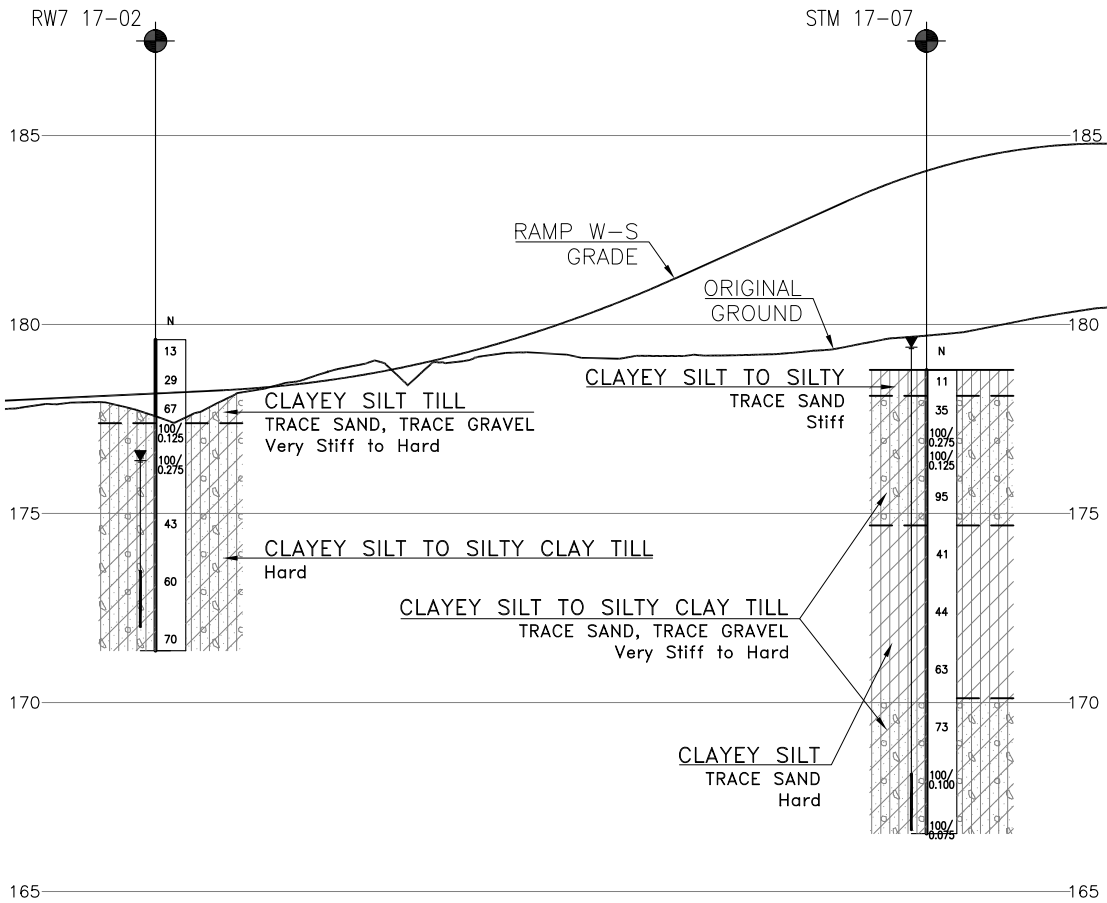 RW7 17-02
STM 17-07
185
185
RAMP W-S
GRADE
ORIGINAL
GROUND
180
180
N
13
29
67
100/
0.125
100/
0.275
43
60
70
N
11
35
100/
0.275
100/
0.125
95
41
44
63
73
100/
0.100
100/
0.075
CLAYEY SILT TILL
TRACE SAND, TRACE GRAVEL
Very Stiff to Hard
CLAYEY SILT TO SILTY
TRACE SAND
Stiff
175
175
CLAYEY SILT TO SILTY CLAY TILL
Hard
CLAYEY SILT TO SILTY CLAY TILL
TRACE SAND, TRACE GRAVEL
Very Stiff to Hard
170
170
CLAYEY SILT
TRACE SAND
Hard
165
165